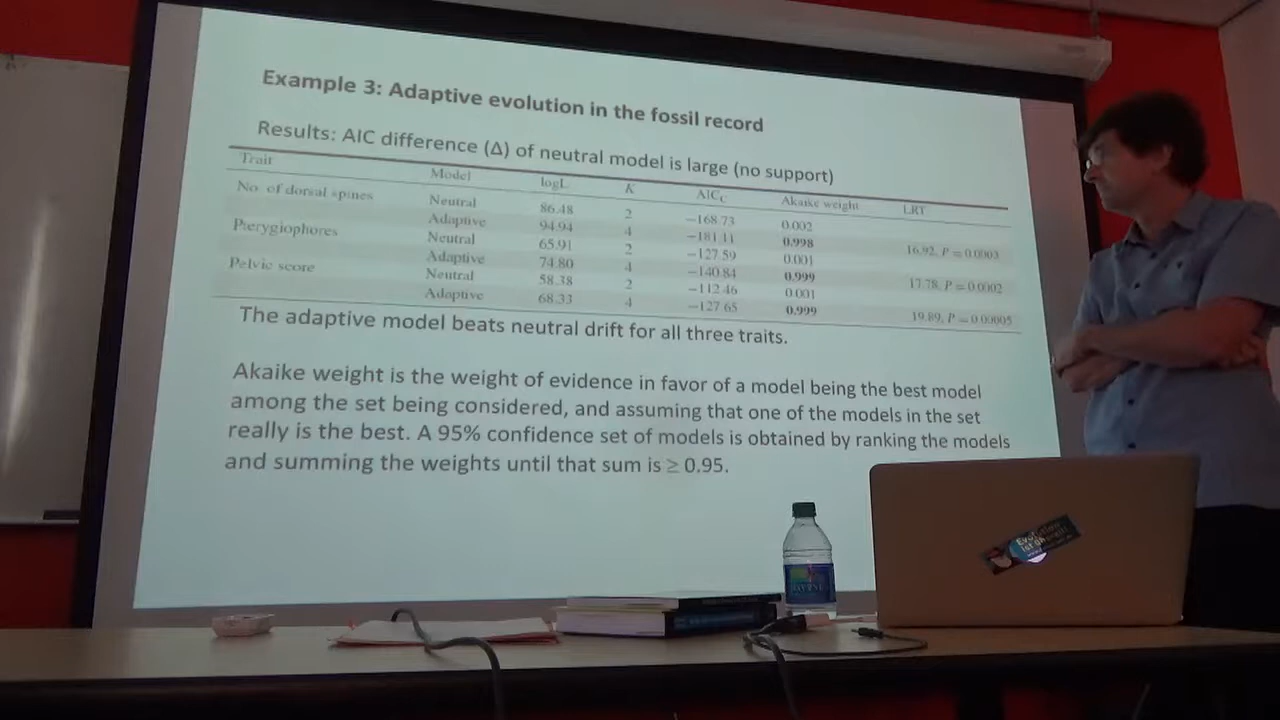 Example 3: Adaptive evolution in the fossil record
Results: AIC difference (Δ) of neutral model is large (no support)
Trait Model logL K AICc Akaike weight LRT
No. of dorsal spines Neutral 86.48 2 −168.73 0.002
Adaptive 94.94 4 −181.11 0.998 16.92, P = 0.0003
Pterygiophores Neutral 65.91 2 −127.59 0.001
Adaptive 74.80 4 −140.84 0.999 17.78, P = 0.0002
Pelvic score Neutral 58.38 2 −112.46 0.001
Adaptive 68.33 4 −127.65 0.999 19.89, P = 0.00005
The adaptive model beats neutral drift for all three traits.
Akaike weight is the weight of evidence in favor of a model being the best model
among the set being considered, and assuming that one of the models in the set
really is the best. A 95% confidence set of models is obtained by ranking the models
and summing the weights until that sum is ≥ 0.95.